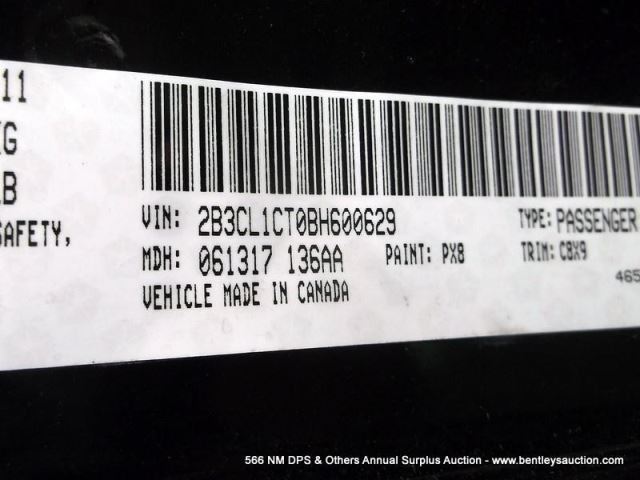 11
G
B
SAFETY,
VIN: 2B3CL1CT0BH600629 TYPE: PASSENGER
MDH: 061317 136AA PAINT: PX8 TRIM: C8X9
VEHICLE MADE IN CANADA
465
566 NM DPS & Others Annual Surplus Auction - www.bentleysauction.com